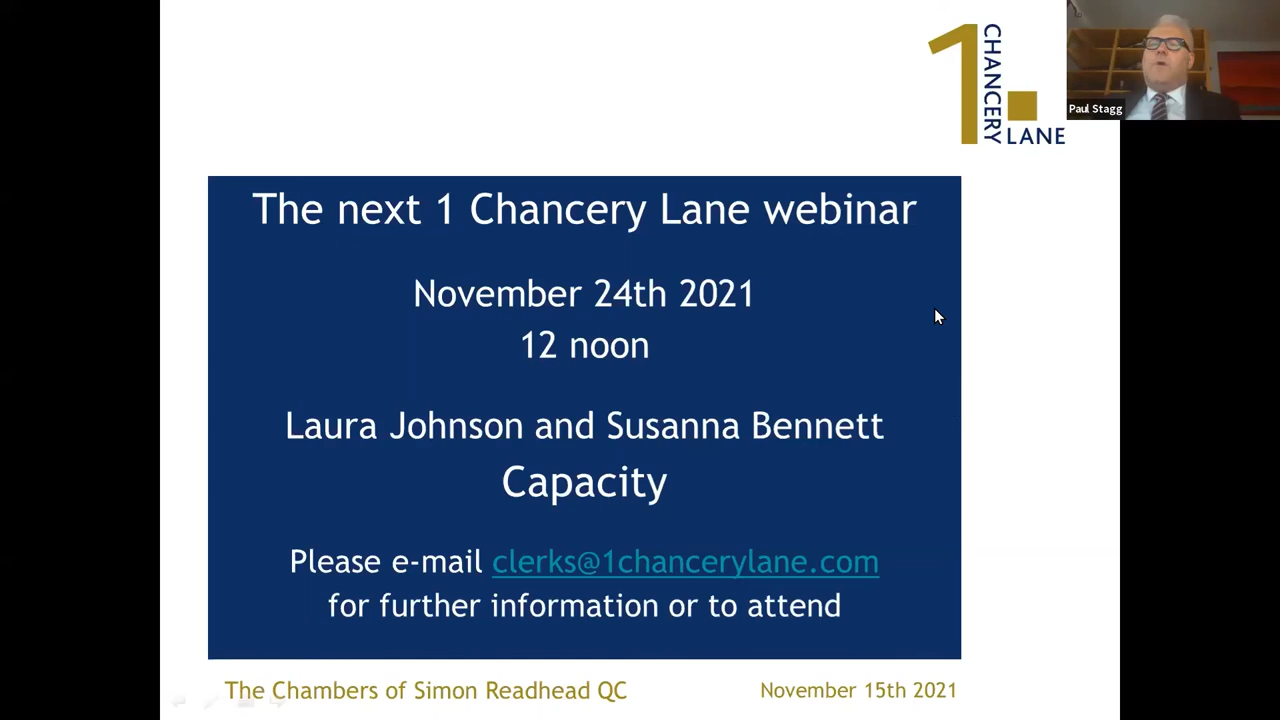 1 CHANCERY LANE
Paul Stagg
The next 1 Chancery Lane webinar
November 24th 2021
12 noon
Laura Johnson and Susanna Bennett
Capacity
Please e-mail clerks@1chancerylane.com
for further information or to attend
The Chambers of Simon Readhead QC
November 15th 2021